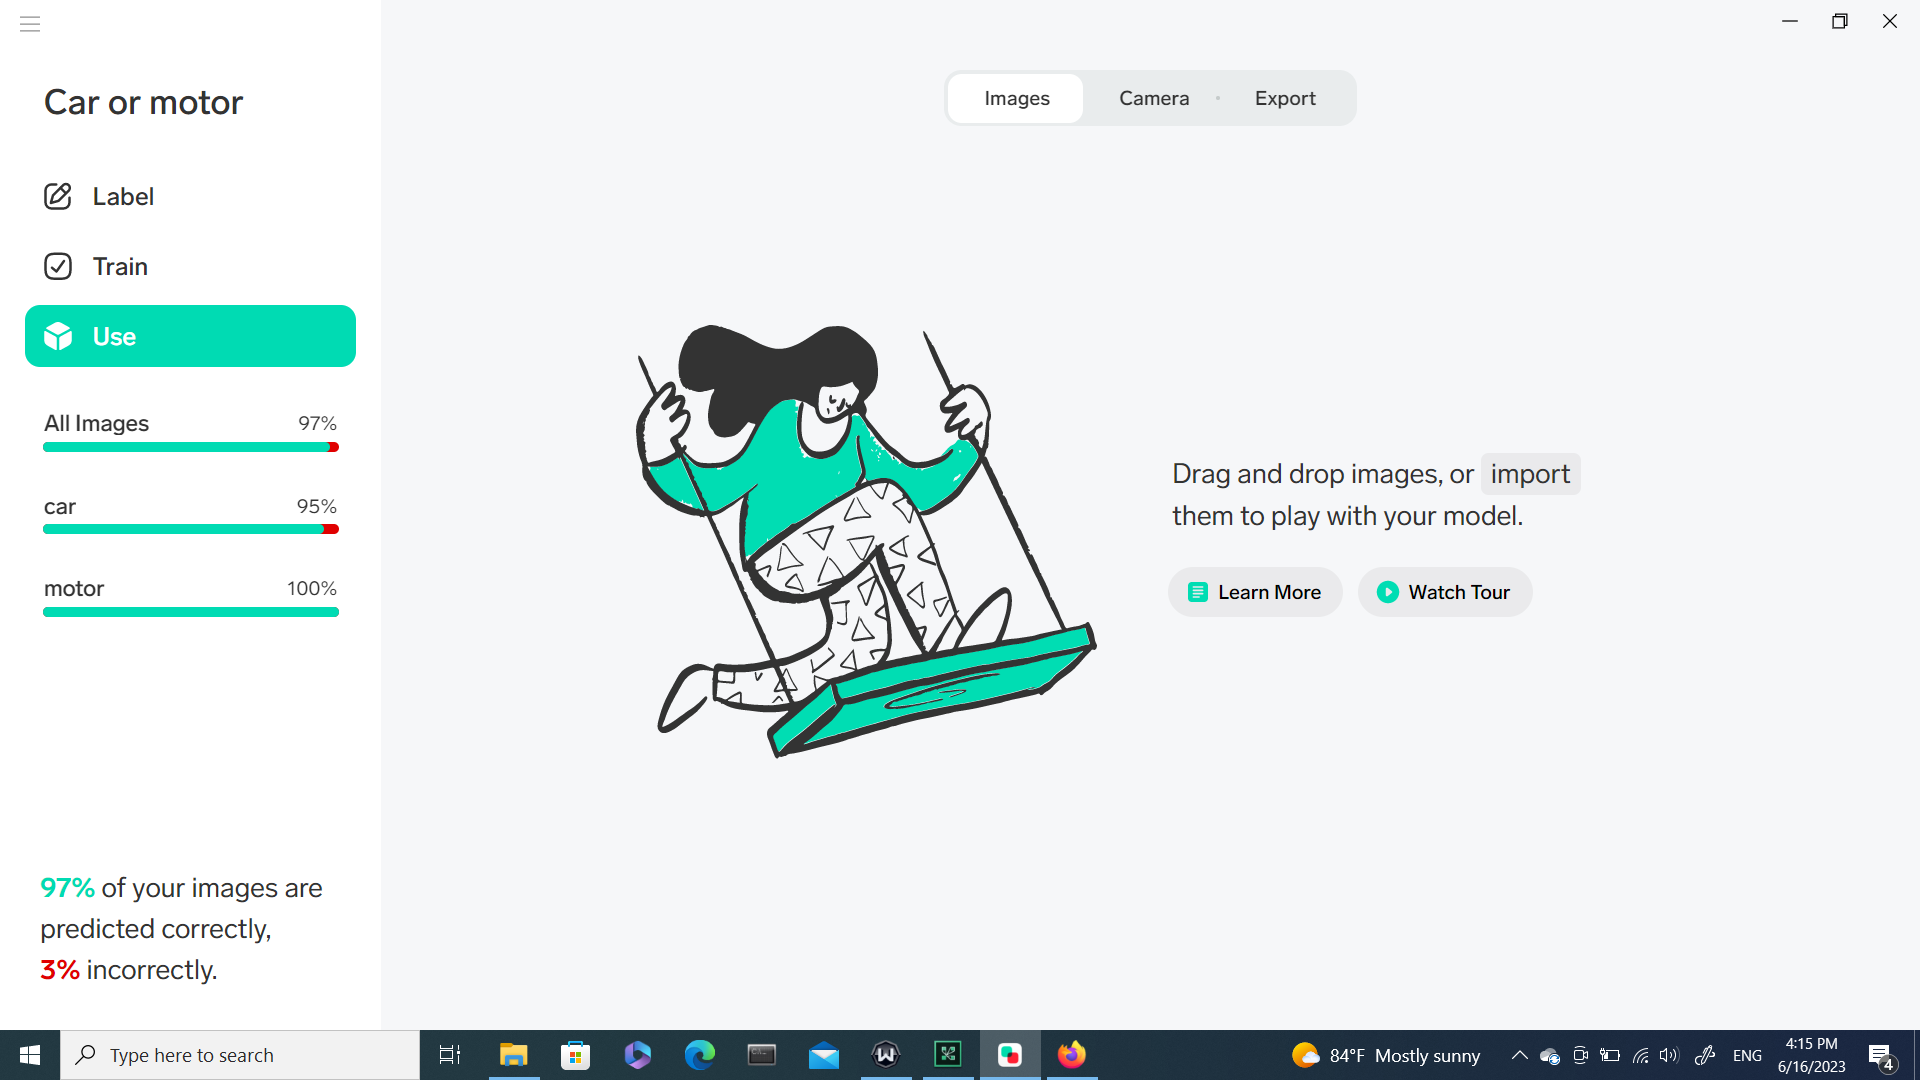 Car or motor
Label
Train
Use
All Images 97%
car 95%
motor 100%
97% of your images are
predicted correctly,
3% incorrectly.
Images Camera Export
Drag and drop images, or import
them to play with your model.
Learn More Watch Tour
Type here to search
84°F Mostly sunny
ENG
4:15 PM
6/16/2023
4